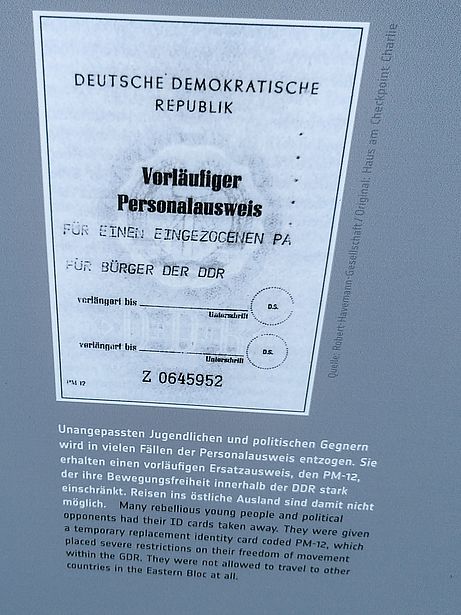 DEUTSCHE DEMOKRATISCHE
REPUBLIK
Vorläufiger
Personalausweis
FÜR EINEN EINGEZOGENEN PA
FÜR BÜRGER DER DDR
verlängert bis
Unterschrift
D.S.
verlängert bis
Unterschrift
D.S.
PM 12
Z 0645952
Quelle: Robert-Havemann-Gesellschaft / Original: Haus am Checkpoint Charlie
Unangepassten Jugendlichen und politischen Gegnern
wird in vielen Fällen der Personalausweis entzogen. Sie
erhalten einen vorläufigen Ersatzausweis, den PM-12,
der ihre Bewegungsfreiheit innerhalb der DDR stark
einschränkt. Reisen ins östliche Ausland sind damit nicht
möglich. Many rebellious young people and political
opponents had their ID cards taken away. They were given
a temporary replacement identity card coded PM-12, which
placed severe restrictions on their freedom of movement
within the GDR. They were not allowed to travel to other
countries in the Eastern Bloc at all.